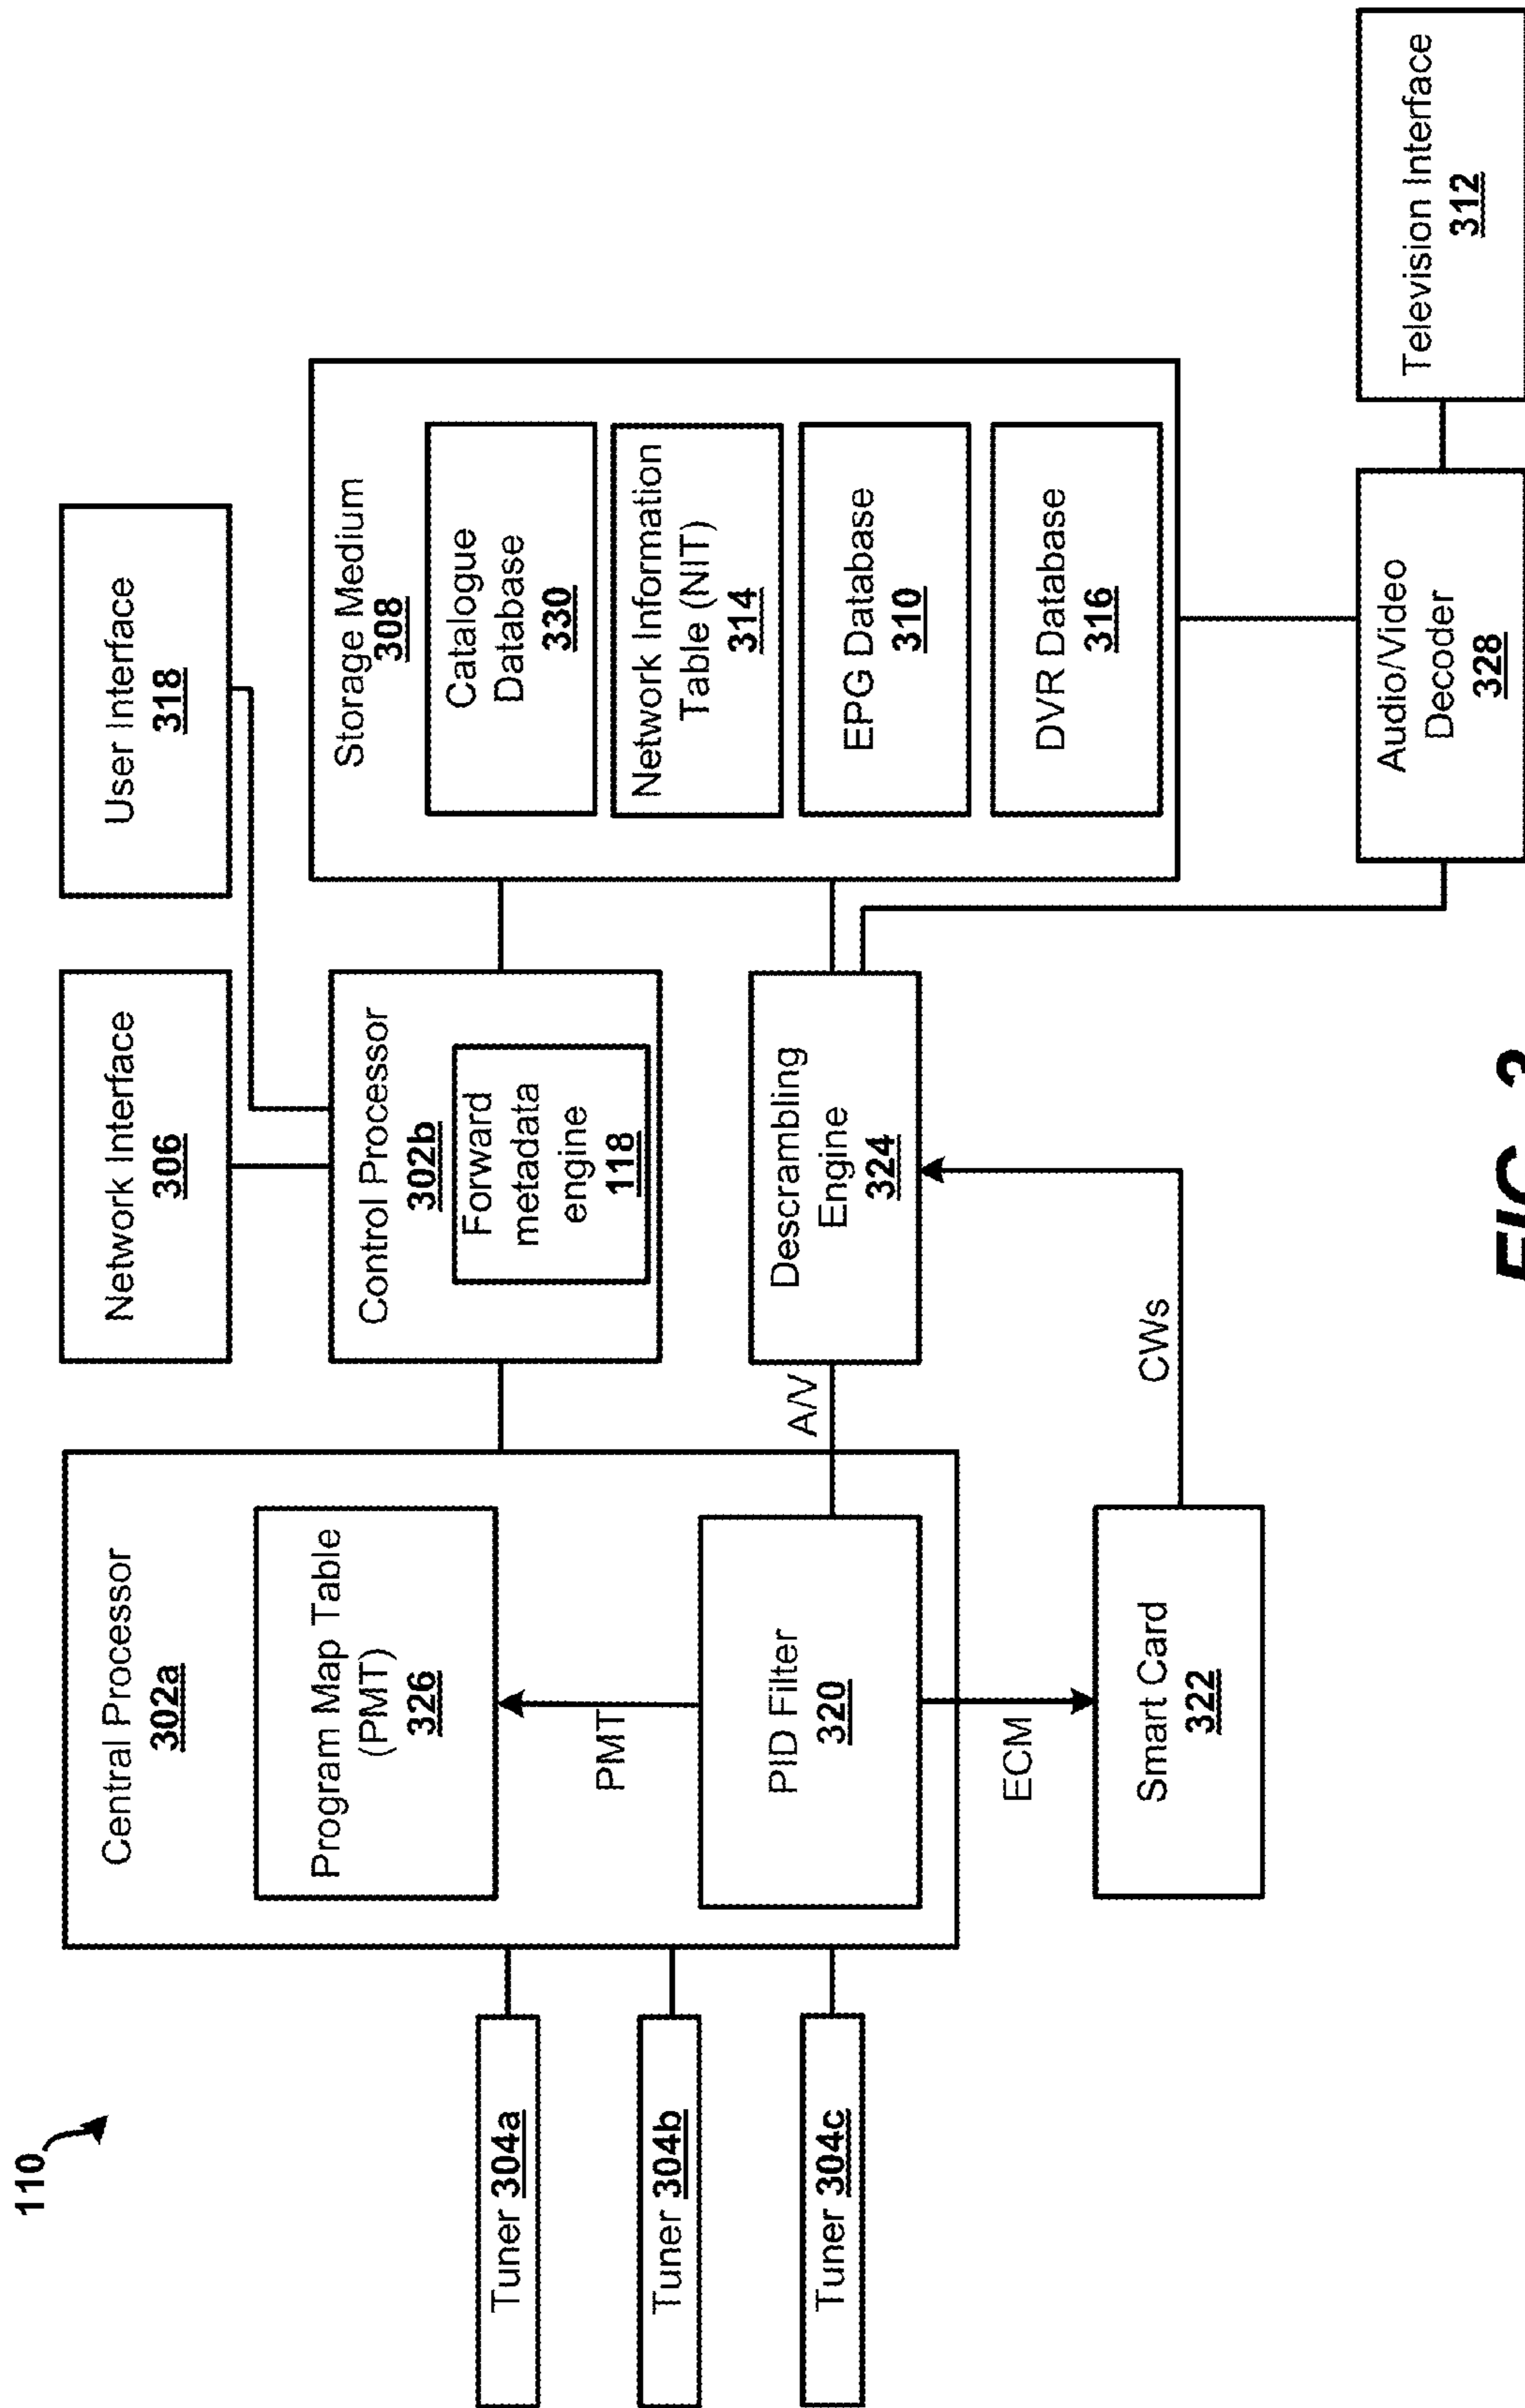 110
Tuner 304a
Tuner 304b
Tuner 304c
Central Processor
302a
Program Map Table
(PMT)
326
PMT
PID Filter
320
ECM
Smart Card
322
A/V
CWs
Network Interface
306
User Interface
318
Control Processor
302b
Forward
metadata
engine
118
Descrambling
Engine
324
Storage Medium
308
Catalogue
Database
330
Network Information
Table (NIT)
314
EPG Database
310
DVR Database
316
Audio/Video
Decoder
328
Television Interface
312